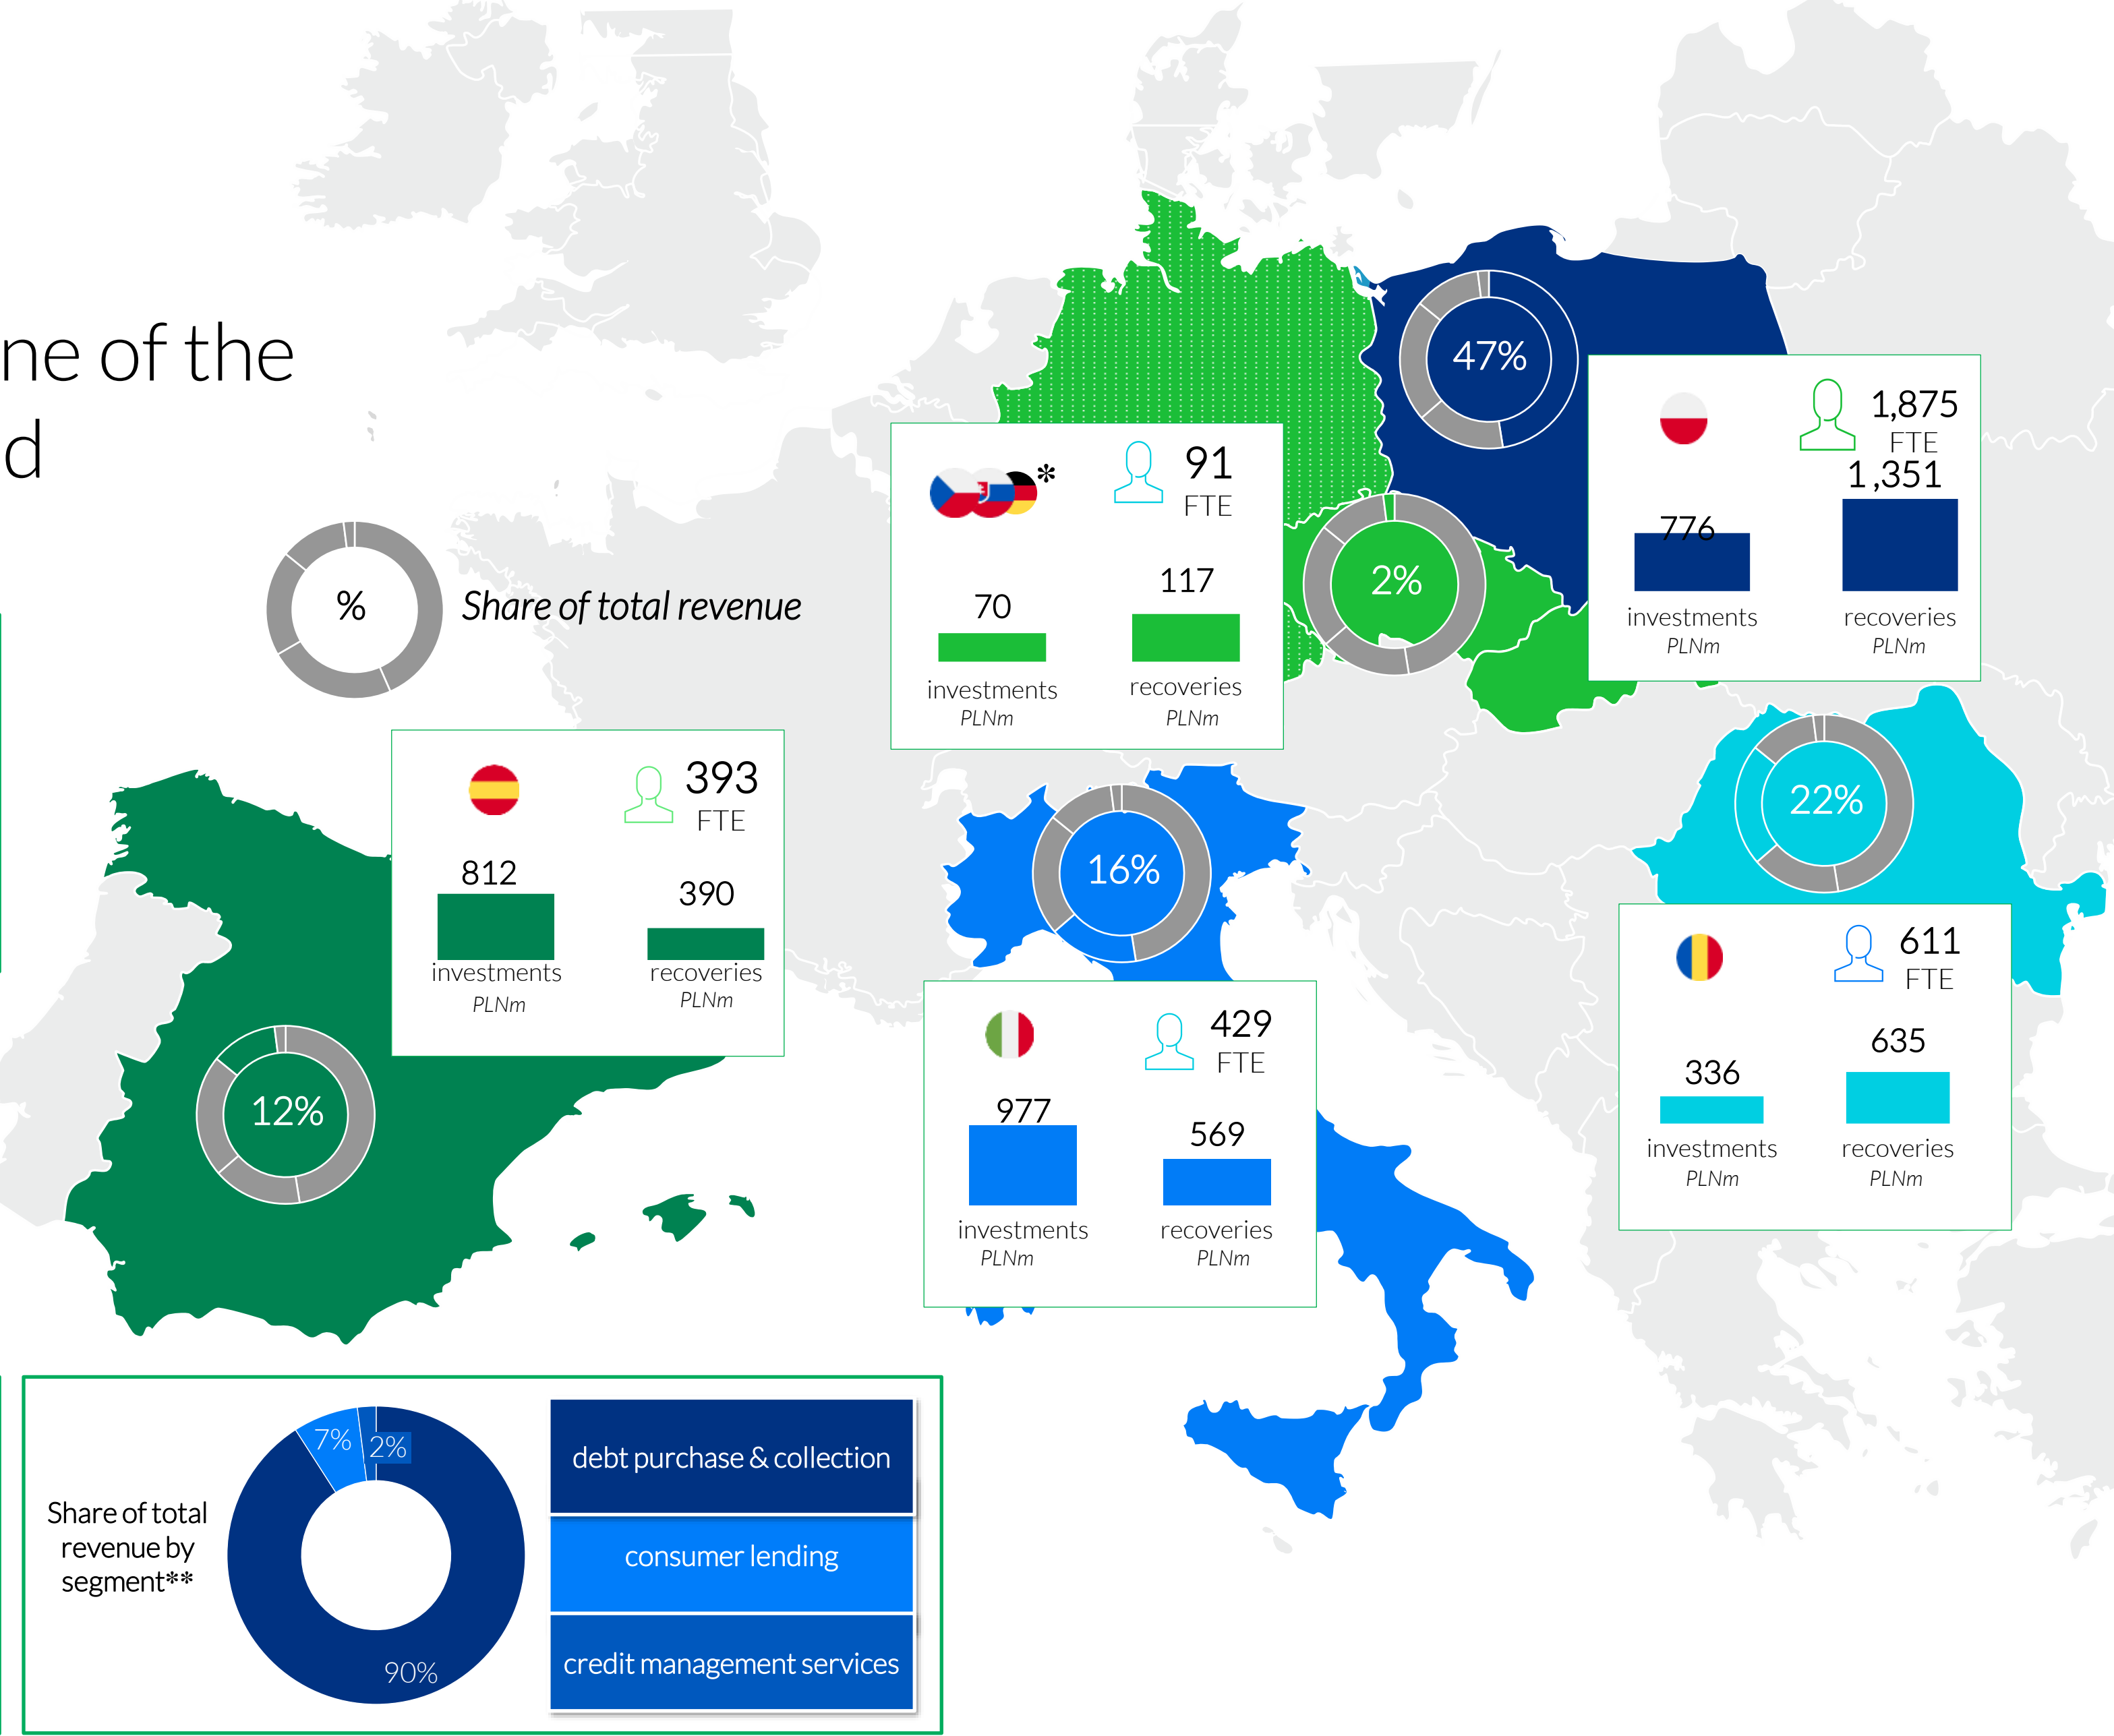 ne of the
d
%
Share of total revenue
47%
1,875
FTE
1,351
776
investments
PLNm
recoveries
PLNm
*
91
FTE
70
117
investments
PLNm
recoveries
PLNm
2%
393
FTE
812
390
investments
PLNm
recoveries
PLNm
12%
16%
429
FTE
977
569
investments
PLNm
recoveries
PLNm
22%
611
FTE
336
635
investments
PLNm
recoveries
PLNm
Share of total
revenue by
segment**
7%
2%
90%
debt purchase & collection
consumer lending
credit management services